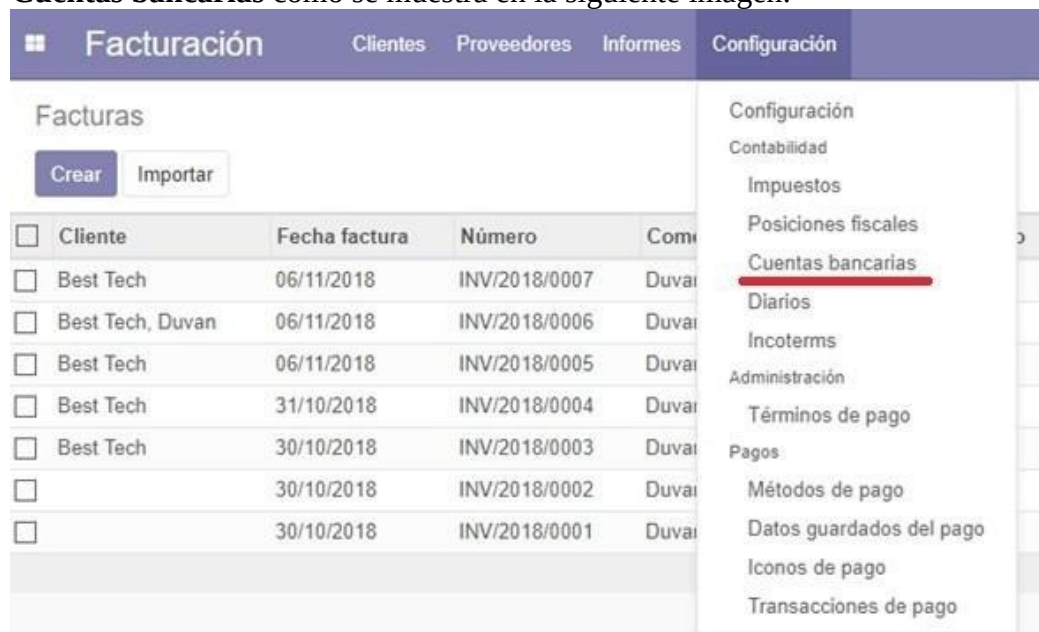 Cuentas bancarias como se muestra en la siguiente imagen:
Facturación Clientes Proveedores Informes Configuración
Facturas
Crear Importar
Cliente Fecha factura Número
Best Tech 06/11/2018 INV/2018/0007
Best Tech, Duvan 06/11/2018 INV/2018/0006
Best Tech 06/11/2018 INV/2018/0005
Best Tech 31/10/2018 INV/2018/0004
Best Tech 30/10/2018 INV/2018/0003
30/10/2018 INV/2018/0002
30/10/2018 INV/2018/0001
Configuración
Contabilidad
Impuestos
Posiciones fiscales
Cuentas bancarias
Diarios
Incoterms
Administración
Términos de pago
Pagos
Métodos de pago
Datos guardados del pago
Iconos de pago
Transacciones de pago